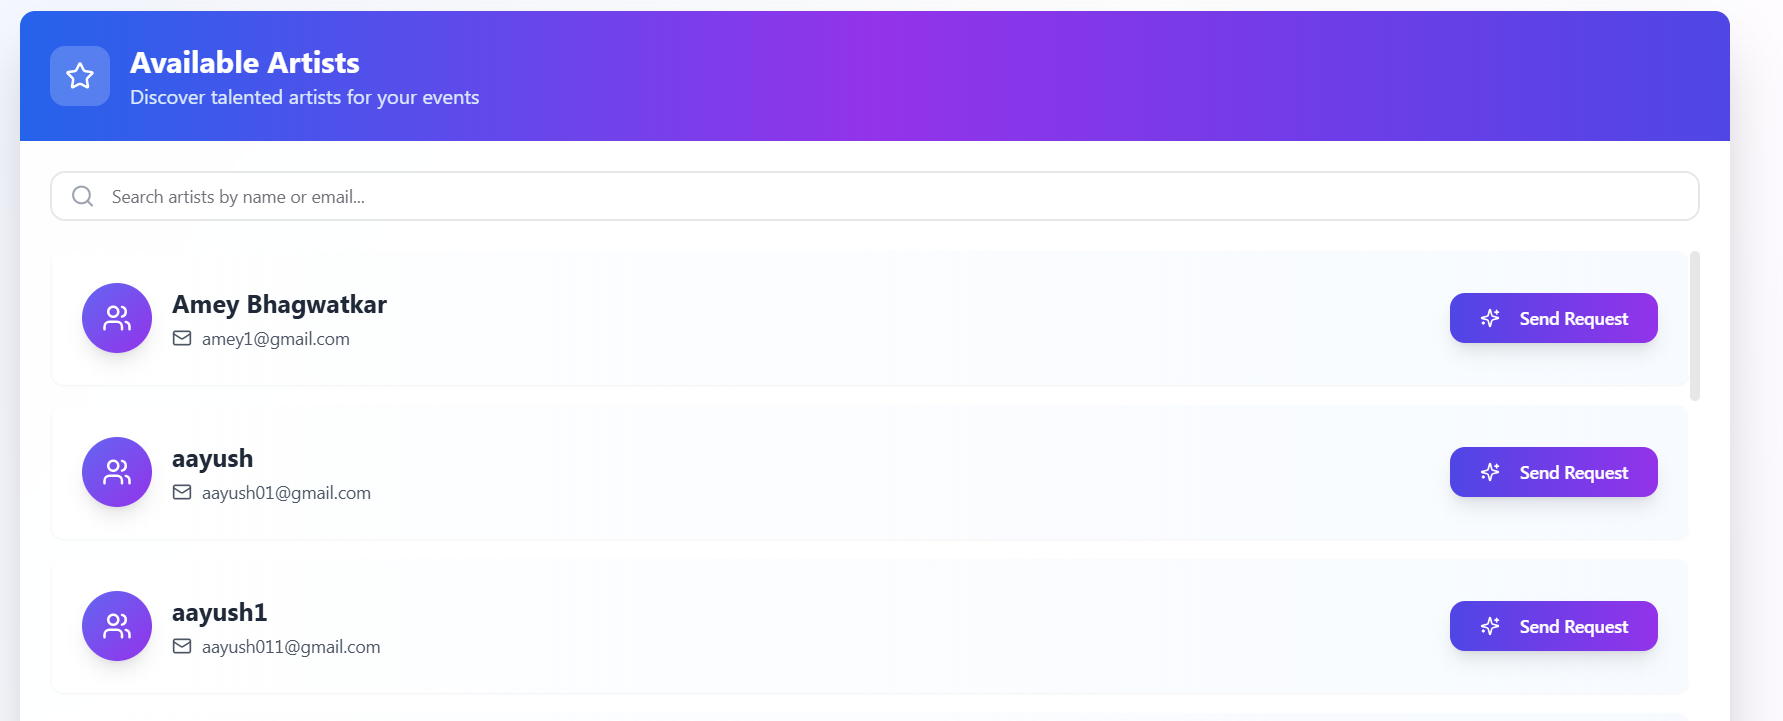 Available Artists
Discover talented artists for your events
Search artists by name or email...
Amey Bhagwatkar
amey1@gmail.com
Send Request
aayush
aayush01@gmail.com
Send Request
aayush1
aayush011@gmail.com
Send Request